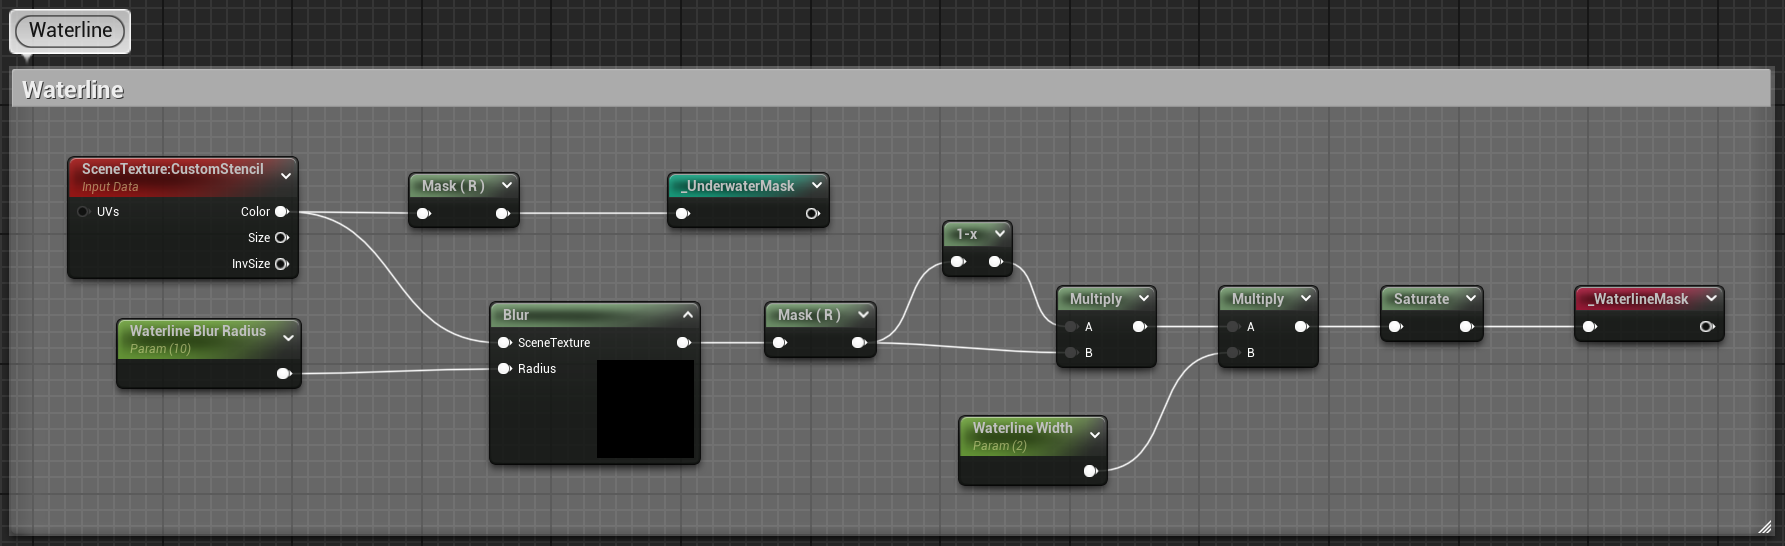 Waterline
Waterline
SceneTexture:CustomStencil
Input Data
UVs
Color
Size
InvSize
Mask ( R )
_UnderwaterMask
Waterline Blur Radius
Param (10)
Blur
SceneTexture
Radius
Mask ( R )
1-x
Multiply
A
B
Waterline Width
Param (2)
Multiply
A
B
Saturate
_WaterlineMask